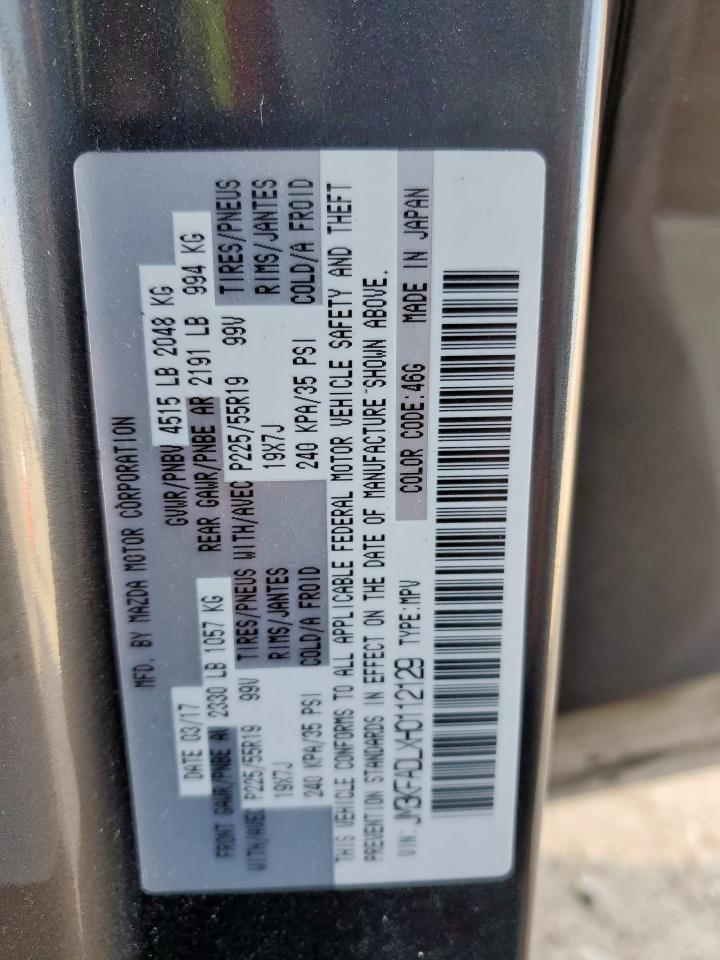 MFD. BY MAZDA MOTOR CORPORATION
DATE 03/17 GVWR/PNBV 4515 LB 2048 KG
FRONT GAWR/PNBE AV 2330 LB 1057 KG REAR GAWR/PNBE AR 2191 LB 994 KG
WITH/AVEC P225/55R19 99V TIRES/PNEUS WITH/AVEC P225/55R19 99V TIRES/PNEUS
19X7J RIMS/JANTES 19X7J RIMS/JANTES
240 KPA/35 PSI COLD/A FROID 240 KPA/35 PSI COLD/A FROID
THIS VEHICLE CONFORMS TO ALL APPLICABLE FEDERAL MOTOR VEHICLE SAFETY AND THEFT
PREVENTION STANDARDS IN EFFECT ON THE DATE OF MANUFACTURE SHOWN ABOVE.
VIN: JM3KFADLXH0112129 TYPE:MPV COLOR CODE:46G MADE IN JAPAN